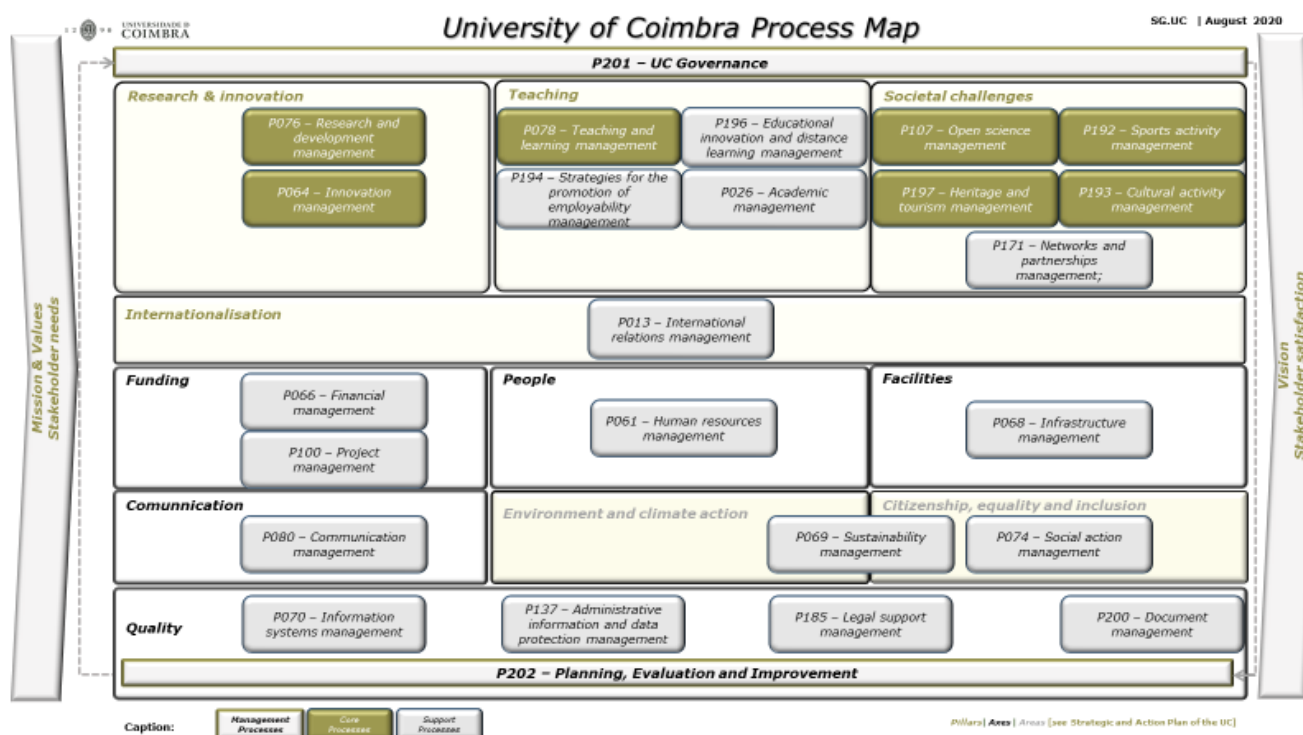 University of Coimbra Process Map
SG.UC | August 2020
12 90
UNIVERSIDADE D
COIMBRA
P201 – UC Governance
Mission & Values
Stakeholder needs
Research & innovation
P076 – Research and
development
management
P064 – Innovation
management
Teaching
P078 – Teaching and
learning management
P196 – Educational
innovation and distance
learning management
P194 – Strategies for the
promotion of
employability
management
P026 – Academic
management
Societal challenges
P107 – Open science
management
P192 – Sports activity
management
P197 – Heritage and
tourism management
P193 – Cultural activity
management
P171 – Networks and
partnerships
management;
Internationalisation
P013 – International
relations management
Funding
P066 – Financial
management
P100 – Project
management
People
P061 – Human resources
management
Facilities
P068 – Infrastructure
management
Comunnication
P080 – Communication
management
Environment and climate action
P069 – Sustainability
management
Citizenship, equality and inclusion
P074 – Social action
management
Quality
P070 – Information
systems management
P137 – Administrative
information and data
protection management
P185 – Legal support
management
P200 – Document
management
P202 – Planning, Evaluation and Improvement
Vision
Stakeholder satisfaction
Caption:
Management
Processes
Core
Processes
Support
Processes
Pillars| Axes | Areas [see Strategic and Action Plan of the UC]